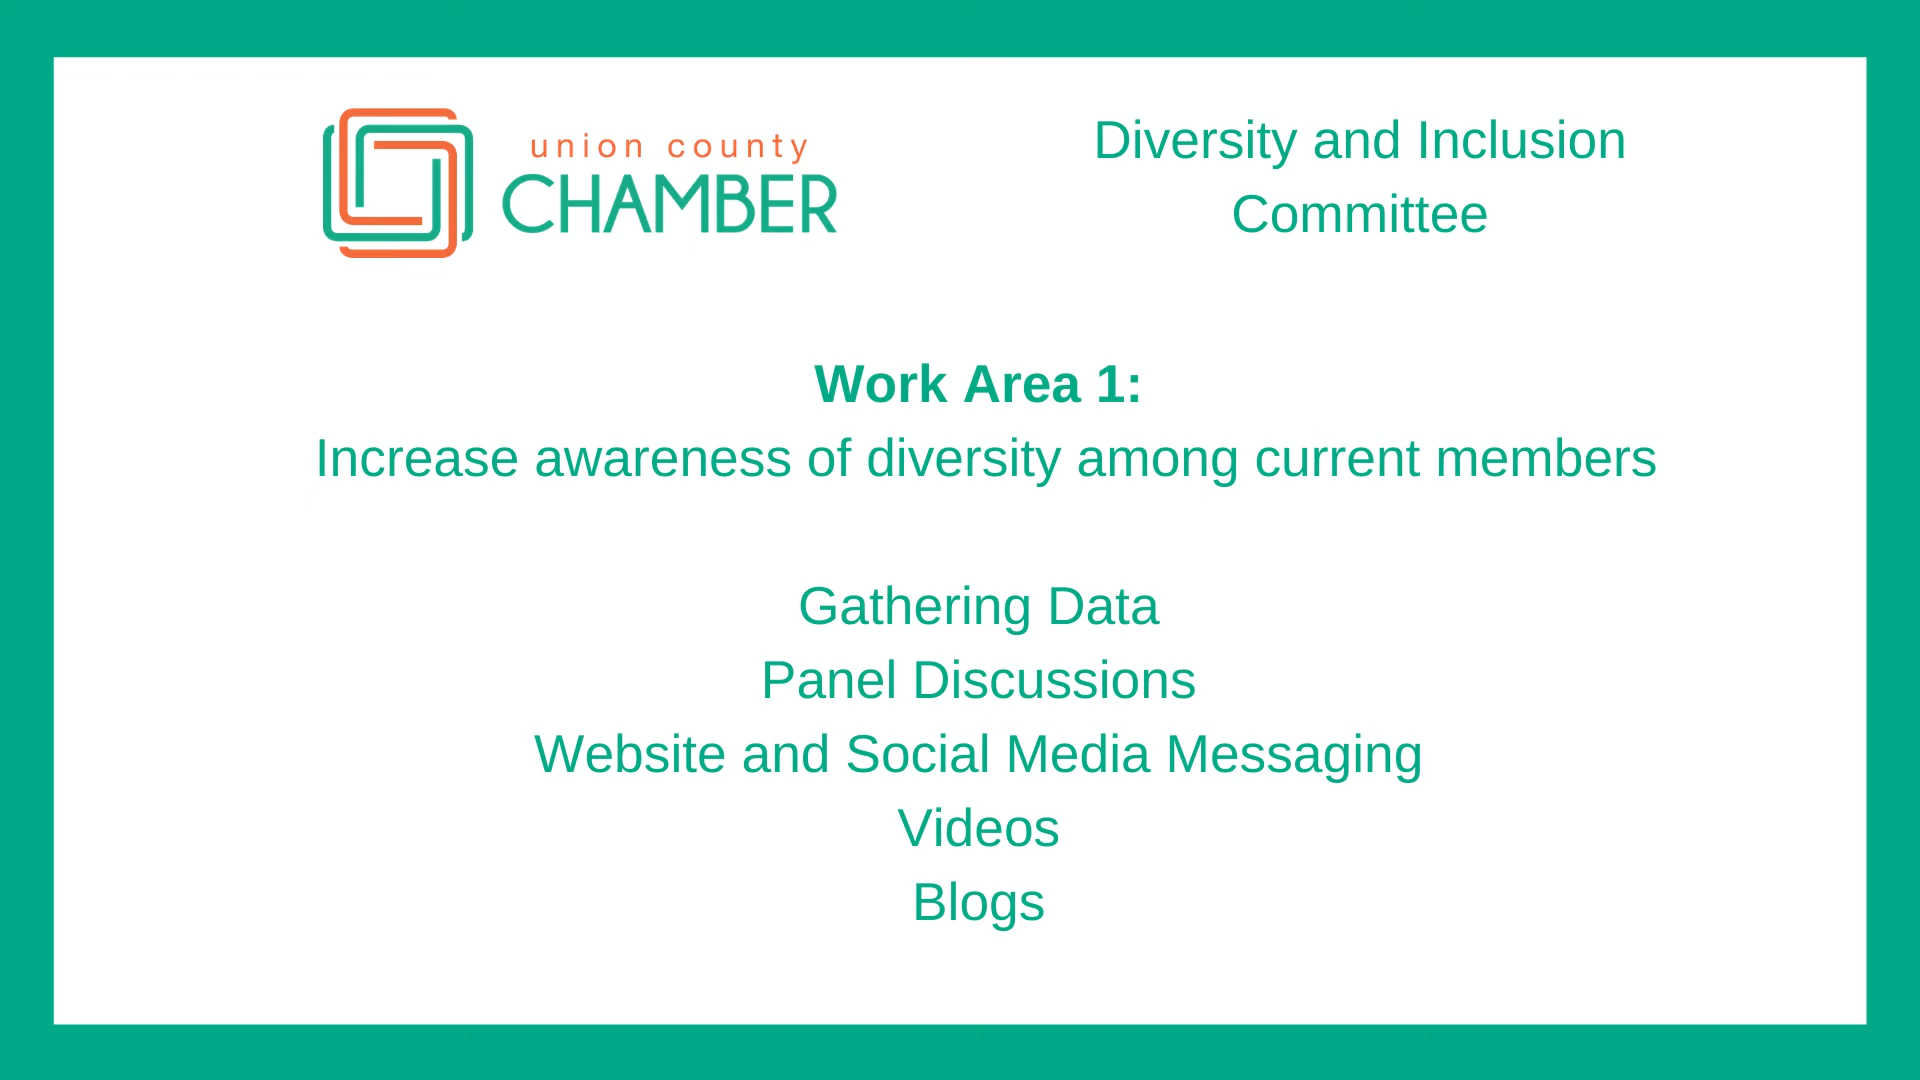 union county
CHAMBER
Diversity and Inclusion
Committee
Work Area 1:
Increase awareness of diversity among current members
Gathering Data
Panel Discussions
Website and Social Media Messaging
Videos
Blogs